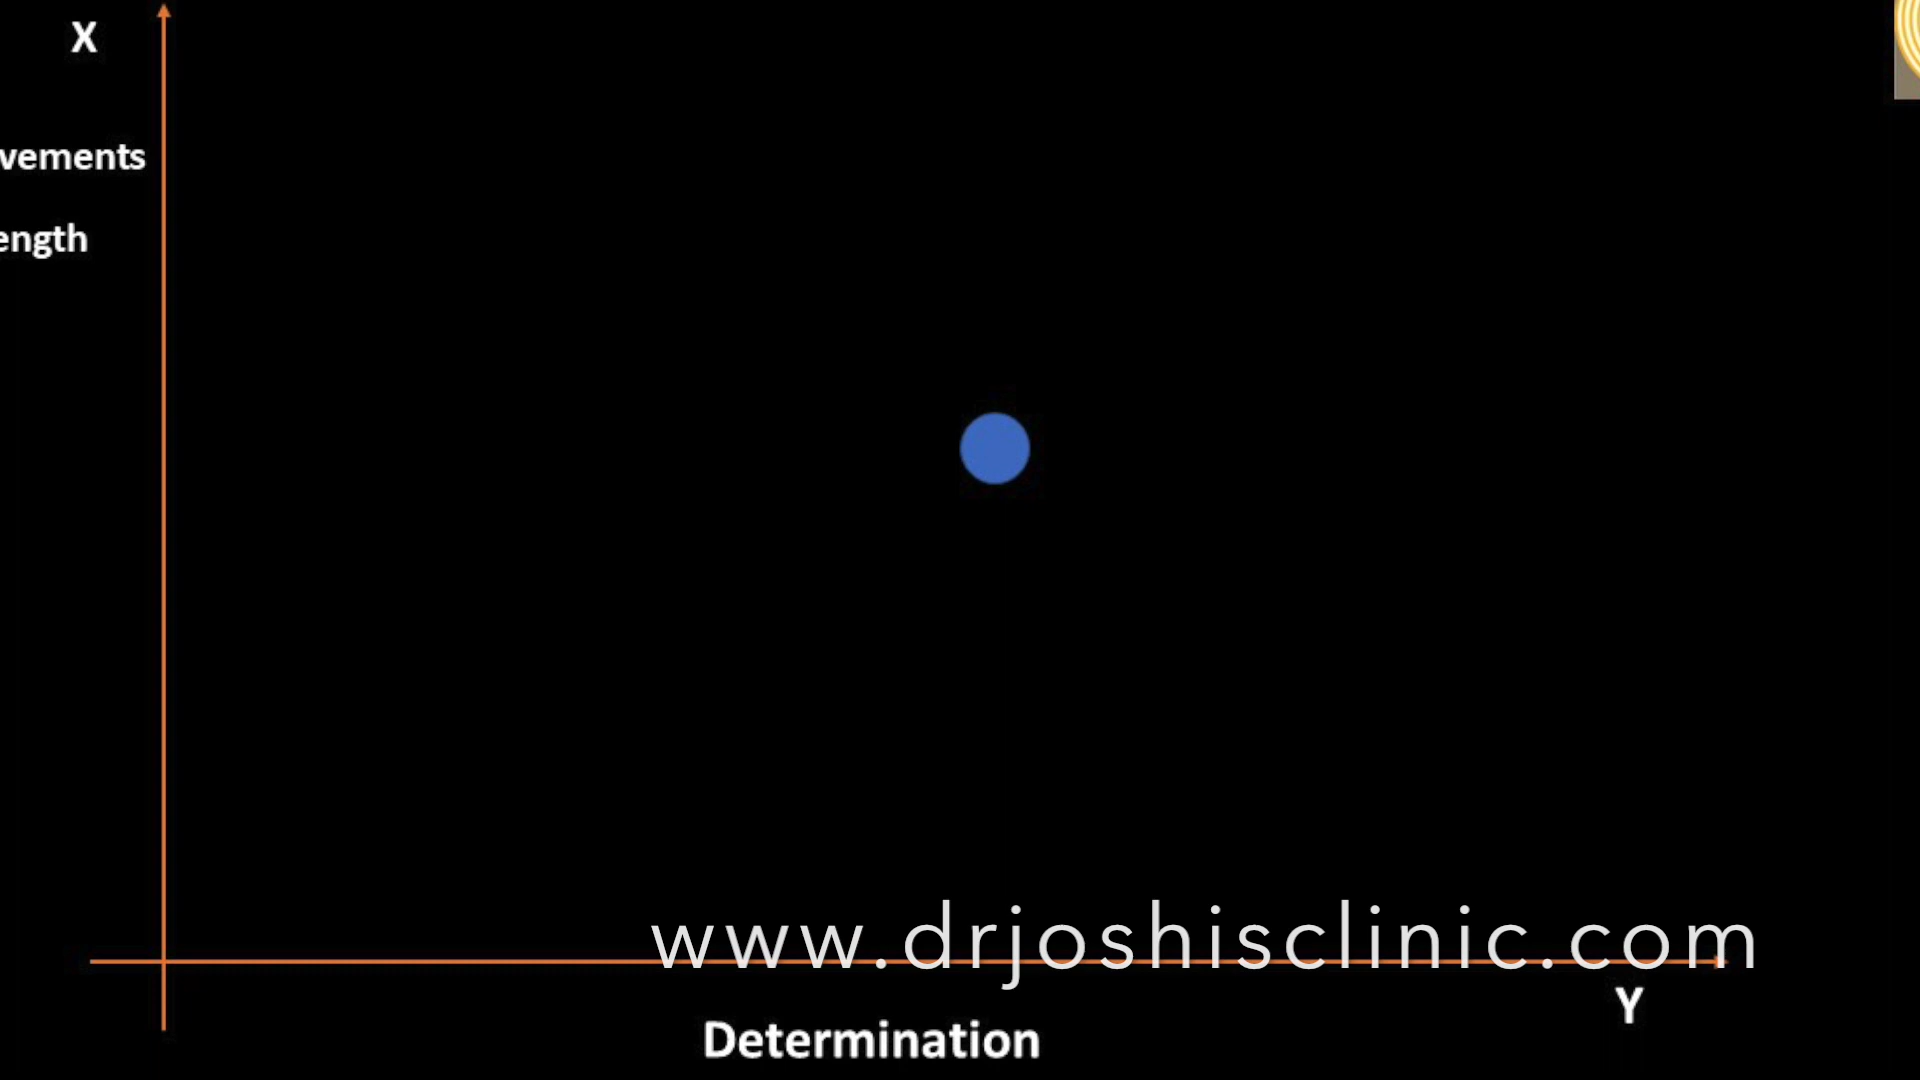 X
vements
ength
www.drjoshisclinic.com
Y
Determination